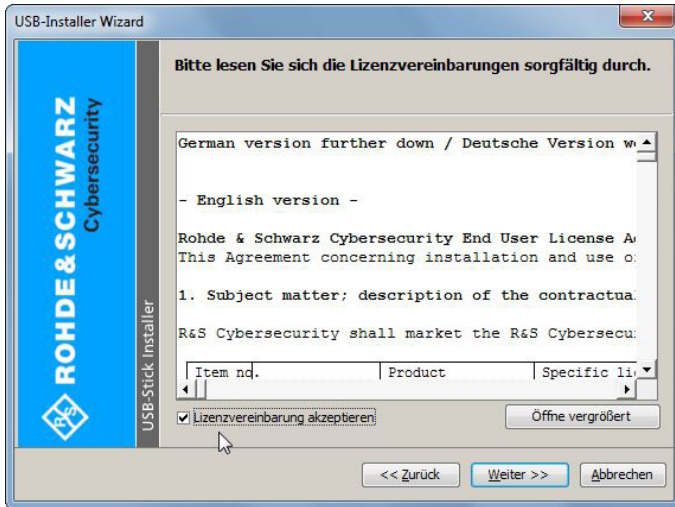 USB-Installer Wizard
ROHDE & SCHWARZ
Cybersecurity
R&S
USB-Stick Installer
Bitte lesen Sie sich die Lizenzvereinbarungen sorgfältig durch.
German version further down / Deutsche Version
- English version -
Rohde & Schwarz Cybersecurity End User License
This Agreement concerning installation and use
1. Subject matter; description of the
R&S Cybersecurity shall market the R&S
Item no. Product Specific
Lizenzvereinbarung akzeptieren
Öffne vergrößert
<< Zurück Weiter >> Abbrechen